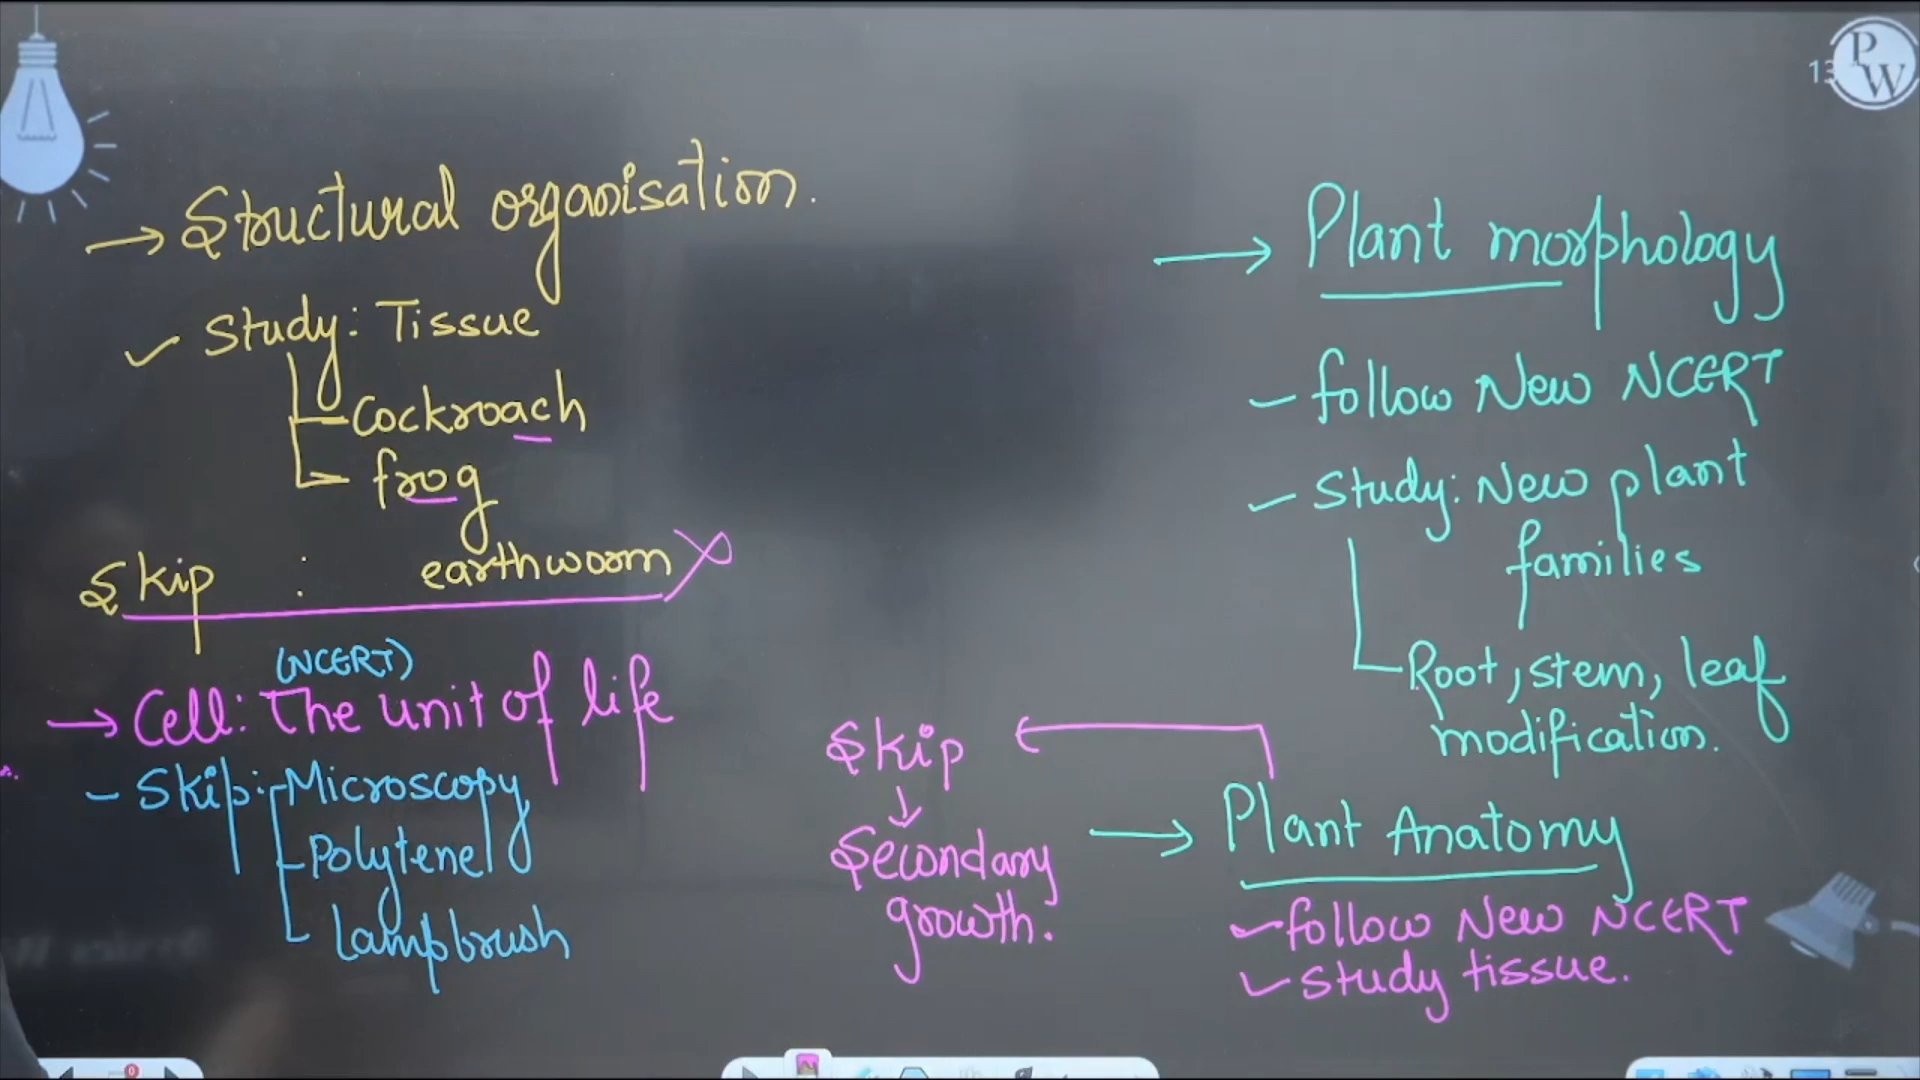 PW
→ Structural organisation.
✓ Study: Tissue
Cockroach
frog
Skip : earthworm
(NCERT)
→ Cell: The unit of life
- Skip: - Microscopy
- Polytene
Lampbrush
→ Plant morphology
- follow New NCERT
- Study: New plant
families
Root, stem, leaf
modification.
Skip
↓
Secondary
growth.
→ Plant Anatomy
- follow New NCERT
- Study tissue.
0